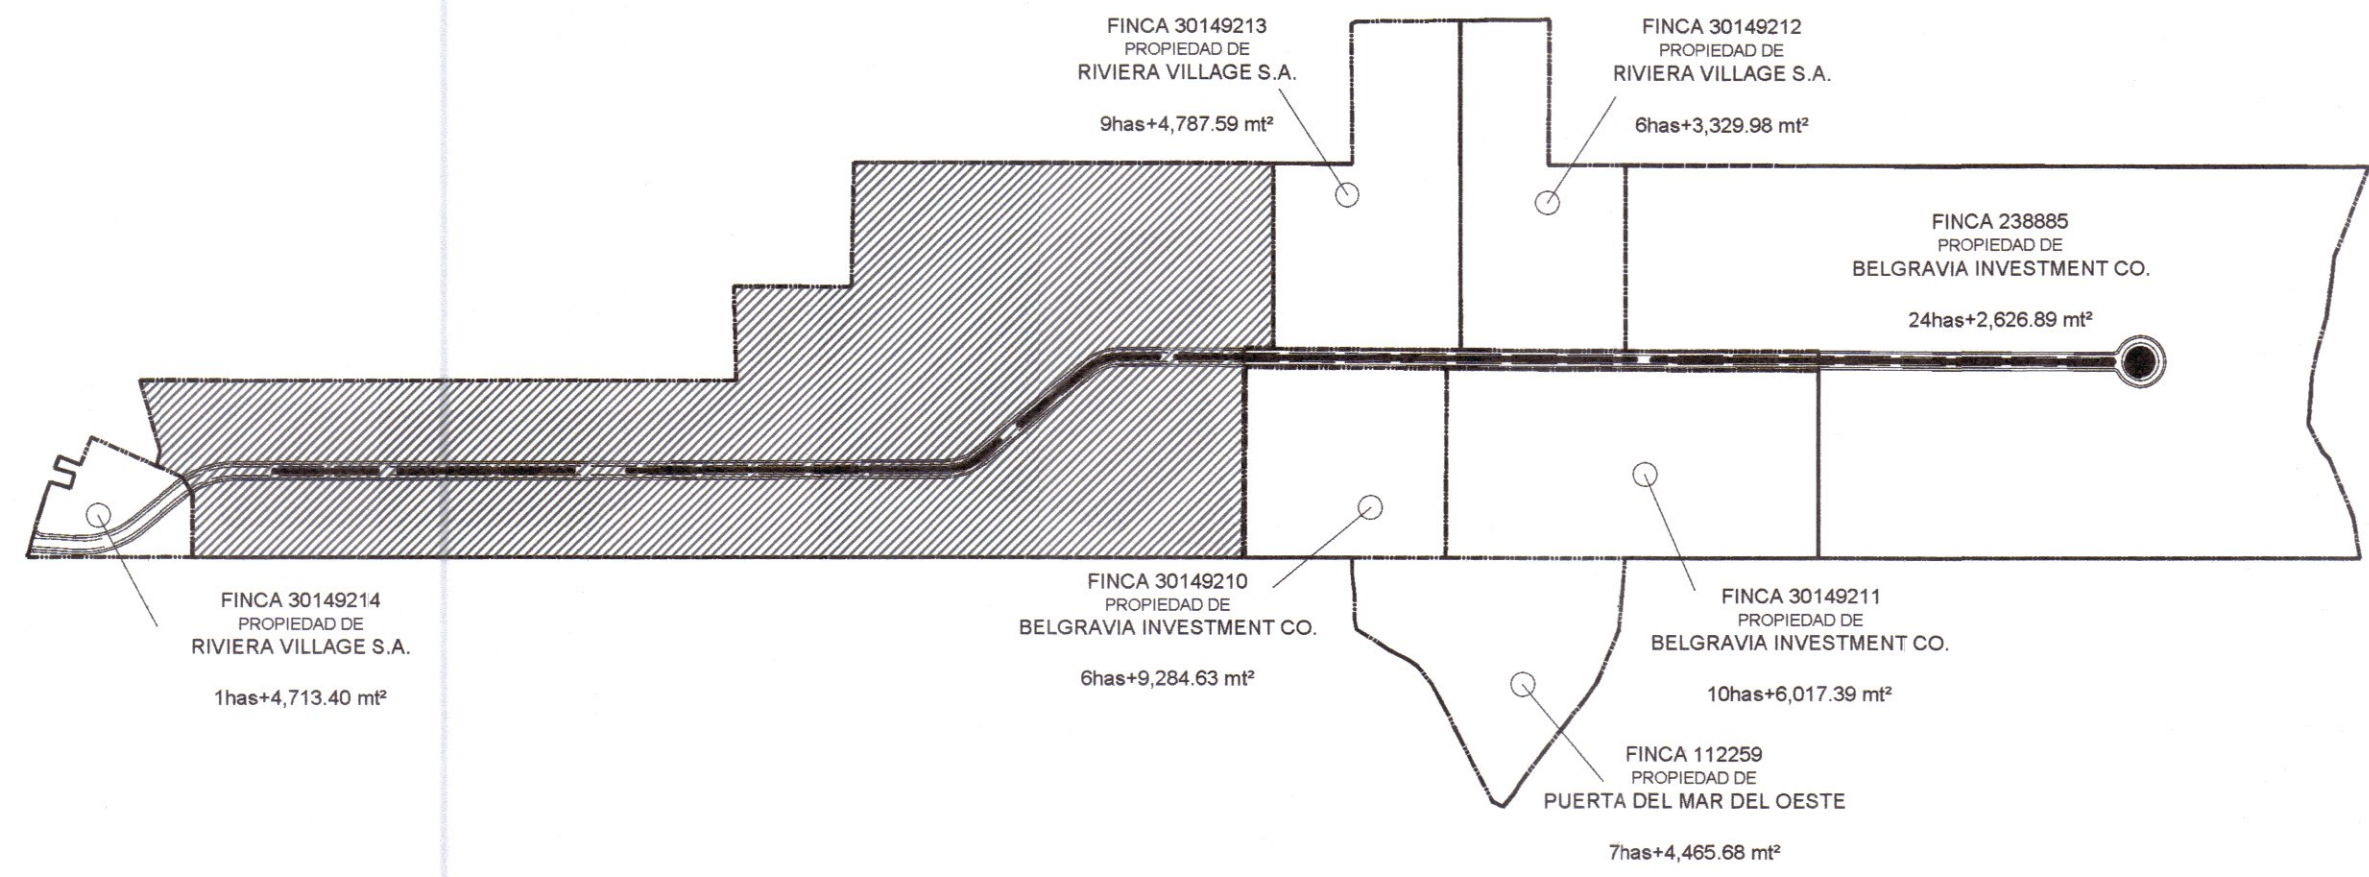 FINCA 30149213
PROPIEDAD DE
RIVIERA VILLAGE S.A.
9has+4,787.59 mt²
FINCA 30149212
PROPIEDAD DE
RIVIERA VILLAGE S.A.
6has+3,329.98 mt²
FINCA 238885
PROPIEDAD DE
BELGRAVIA INVESTMENT CO.
24has+2,626.89 mt²
FINCA 30149214
PROPIEDAD DE
RIVIERA VILLAGE S.A.
1has+4,713.40 mt²
FINCA 30149210
PROPIEDAD DE
BELGRAVIA INVESTMENT CO.
6has+9,284.63 mt²
FINCA 30149211
PROPIEDAD DE
BELGRAVIA INVESTMENT CO.
10has+6,017.39 mt²
FINCA 112259
PROPIEDAD DE
PUERTA DEL MAR DEL OESTE
7has+4,465.68 mt²